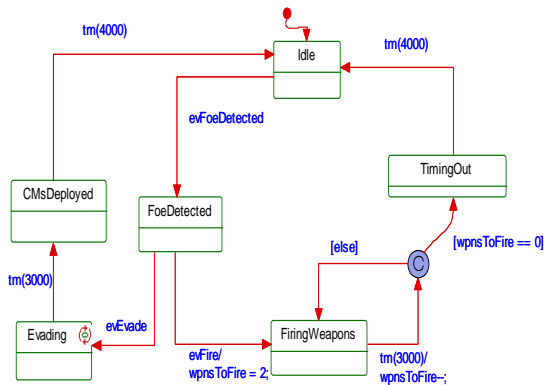 tm(4000)
Idle
tm(4000)
evFoeDetected
CMsDeployed
FoeDetected
TimingOut
[else]
[wpnsToFire == 0]
C
tm(3000)
Evading
evEvade
evFire/
wpnsToFire = 2;
FiringWeapons
tm(3000)/
wpnsToFire--;